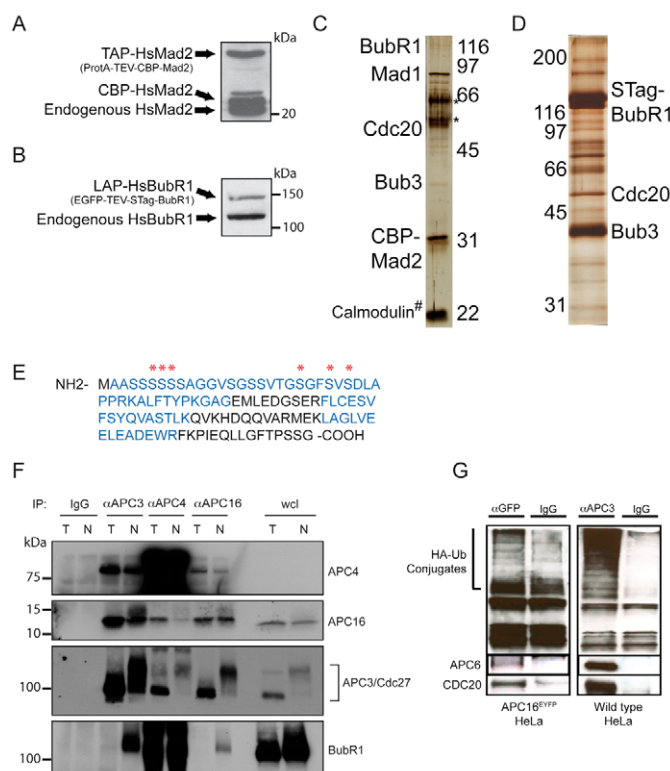 A
kDa
TAP-HsMad2
(ProtA-TEV-CBP-Mad2)
CBP-HsMad2
Endogenous HsMad2
20
B
kDa
LAP-HsBubR1
(EGFP-TEV-STag-BubR1)
150
Endogenous HsBubR1
100
C
BubR1
116
Mad1
97
66
*
*
Cdc20
45
Bub3
CBP-
Mad2
31
Calmodulin#
22
D
200
STag-
BubR1
116
97
66
Cdc20
45
Bub3
31
E
*** * * *
NH2- MAASSSSSSAGGVSGSSVTGSGFSVSDLA
PPRKALFTYPKGAGEMLEDGSERFLCESV
FSYQVASTLKQVKHDQQVARMEKLAGLVE
ELEADEWRFKPIEQLLGFTPSSG -COOH
F
IP: IgG αAPC3 αAPC4 αAPC16 wcl
T N T N T N T N T N
kDa
75
APC4
15
10
APC16
100
APC3/Cdc27
BubR1
100
G
αGFP IgG αAPC3 IgG
HA-Ub
Conjugates
APC6
CDC20
APC16EYFP
HeLa
Wild type
HeLa